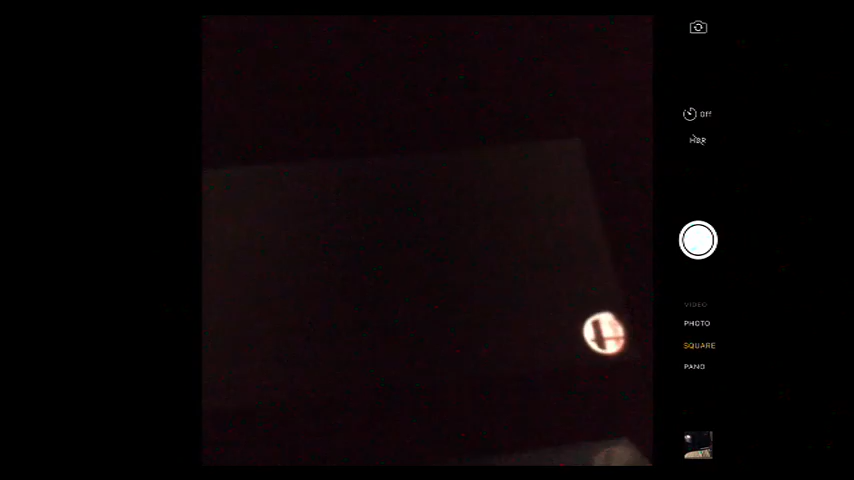 Off
HDR
VIDEO
PHOTO
SQUARE
PANO